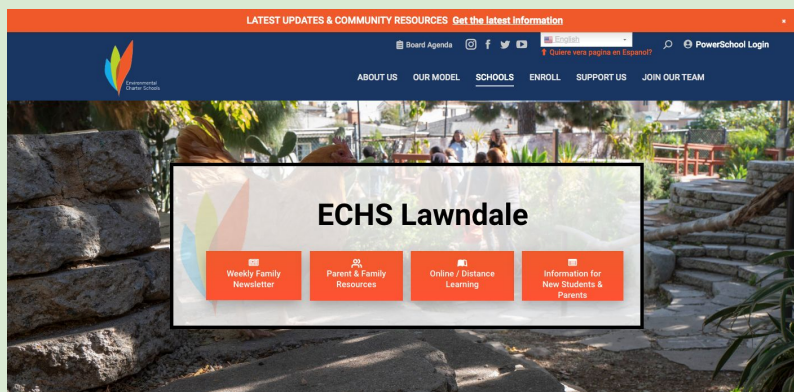 LATEST UPDATES & COMMUNITY RESOURCES Get the latest information ×
Board Agenda English PowerSchool Login
Quiere vera pagina en Espanol?
Environmental
Charter Schools
ABOUT US OUR MODEL SCHOOLS ENROLL SUPPORT US JOIN OUR TEAM
ECHS Lawndale
Weekly Family
Newsletter
Parent & Family
Resources
Online / Distance
Learning
Information for
New Students &
Parents